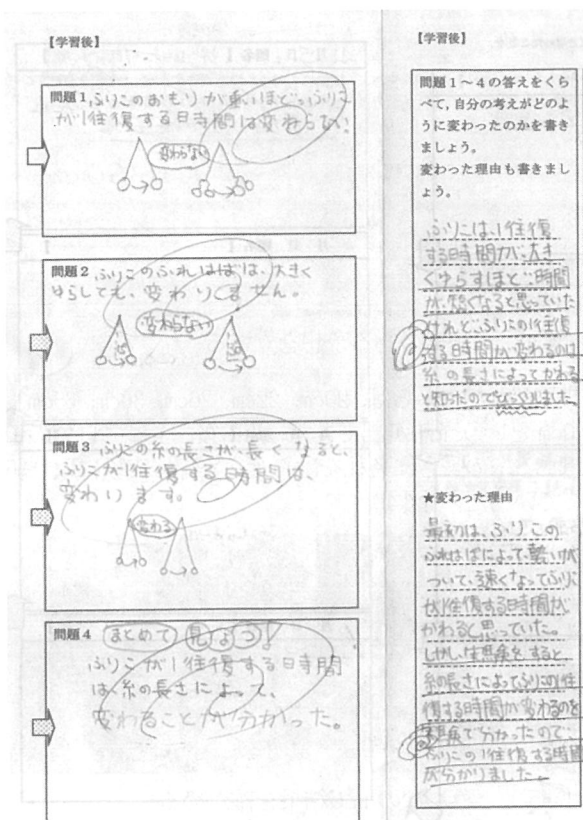 【学習後】
問題1 ふりこのおもりが重いほど、ふりこ
が1往復する時間は変わらない
変わらない
問題2 ふりこのふれはばは、大きく
ゆらしても、変わりません。
変わらない
問題3 ふりこの糸の長さが、長くなると、
ふりこが1往復する時間は、
変わります。
変わる
問題4 まとめて見よう!
ふりこが1往復する時間
は、糸の長さによって、
変わることが分かった。
【学習後】
問題1~4の答えをくら
べて,自分の考えがどの
ように変わったのかを書き
ましょう。
変わった理由も書きまし
ょう。
ふりこは、1往復
する時間が、大き
くゆらすほど、時間
が、短くなると思っていた
けれど、ふりこの1往復
する時間が変わるのは
糸の長さによってかわる
と知ったのでびっくりしました。
★変わった理由
最初は、ふりこの
ふれはばによって、勢いが
ついて、速くなってふりこ
が1往復する時間が
かわると思っていた。
しかし、実験をすると
糸の長さによってふりこの1往
復する時間が変わるのを
実験で分かったので、
ふりこの1往復する時間
が分かりました。